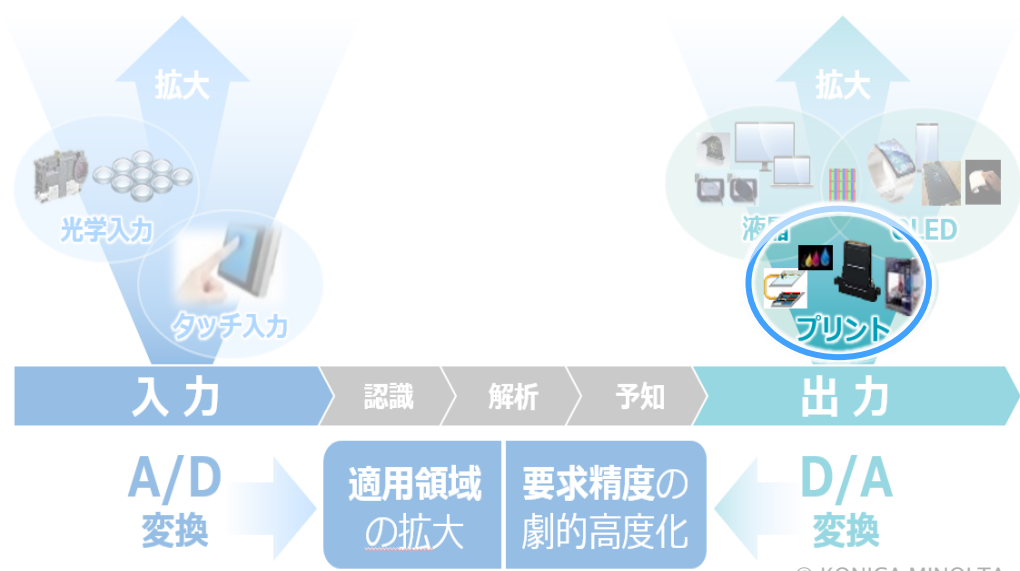 拡大
拡大
光学入力
液晶
OLED
タッチ入力
プリント
入力
認識
解析
予知
出力
A/D
変換
適用領域
の拡大
要求精度の
劇的高度化
D/A
変換
© KONICA MINOLTA